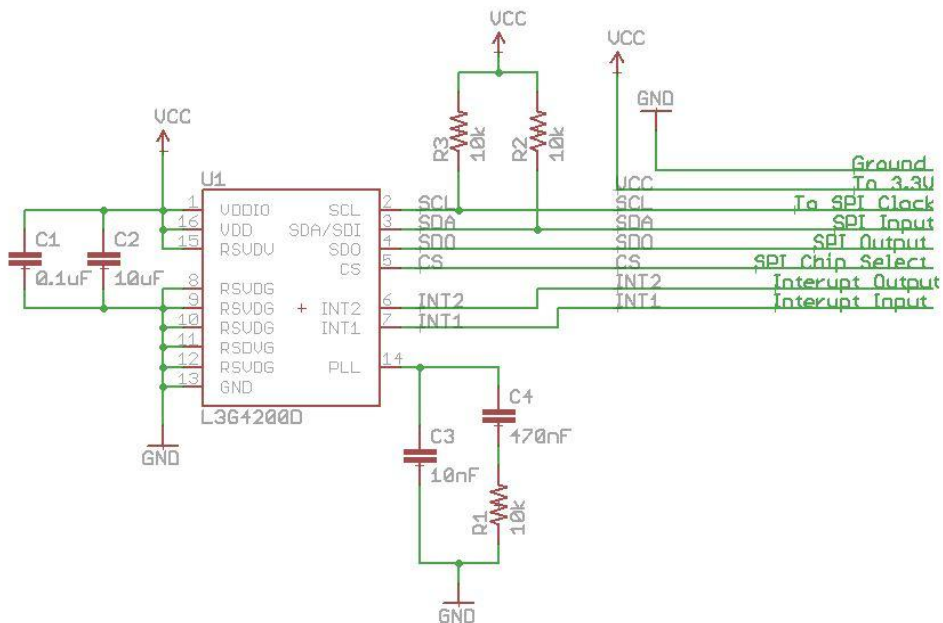 VCC
VCC
VCC
GND
R3
10k
R2
10k
Ground
VCC To 3.3V
U1
1 VDDIO SCL 2 SCL SCL To SPI Clock
16 VDD SDA/SDI 3 SDA SDA SPI Input
15 RSVDV SDO 4 SDO SDO SPI Output
CS 5 CS CS SPI Chip Select
C1
0.1uF
C2
10uF
8 RSVDG INT2 Interupt Output
9 RSVDG INT2 6 INT2 INT1 Interupt Input
10 RSVDG INT1 7 INT1
11 RSDVG
12 RSVDG PLL 14
13 GND
L3G4200D
GND
C3
10nF
C4
470nF
R1
10k
GND